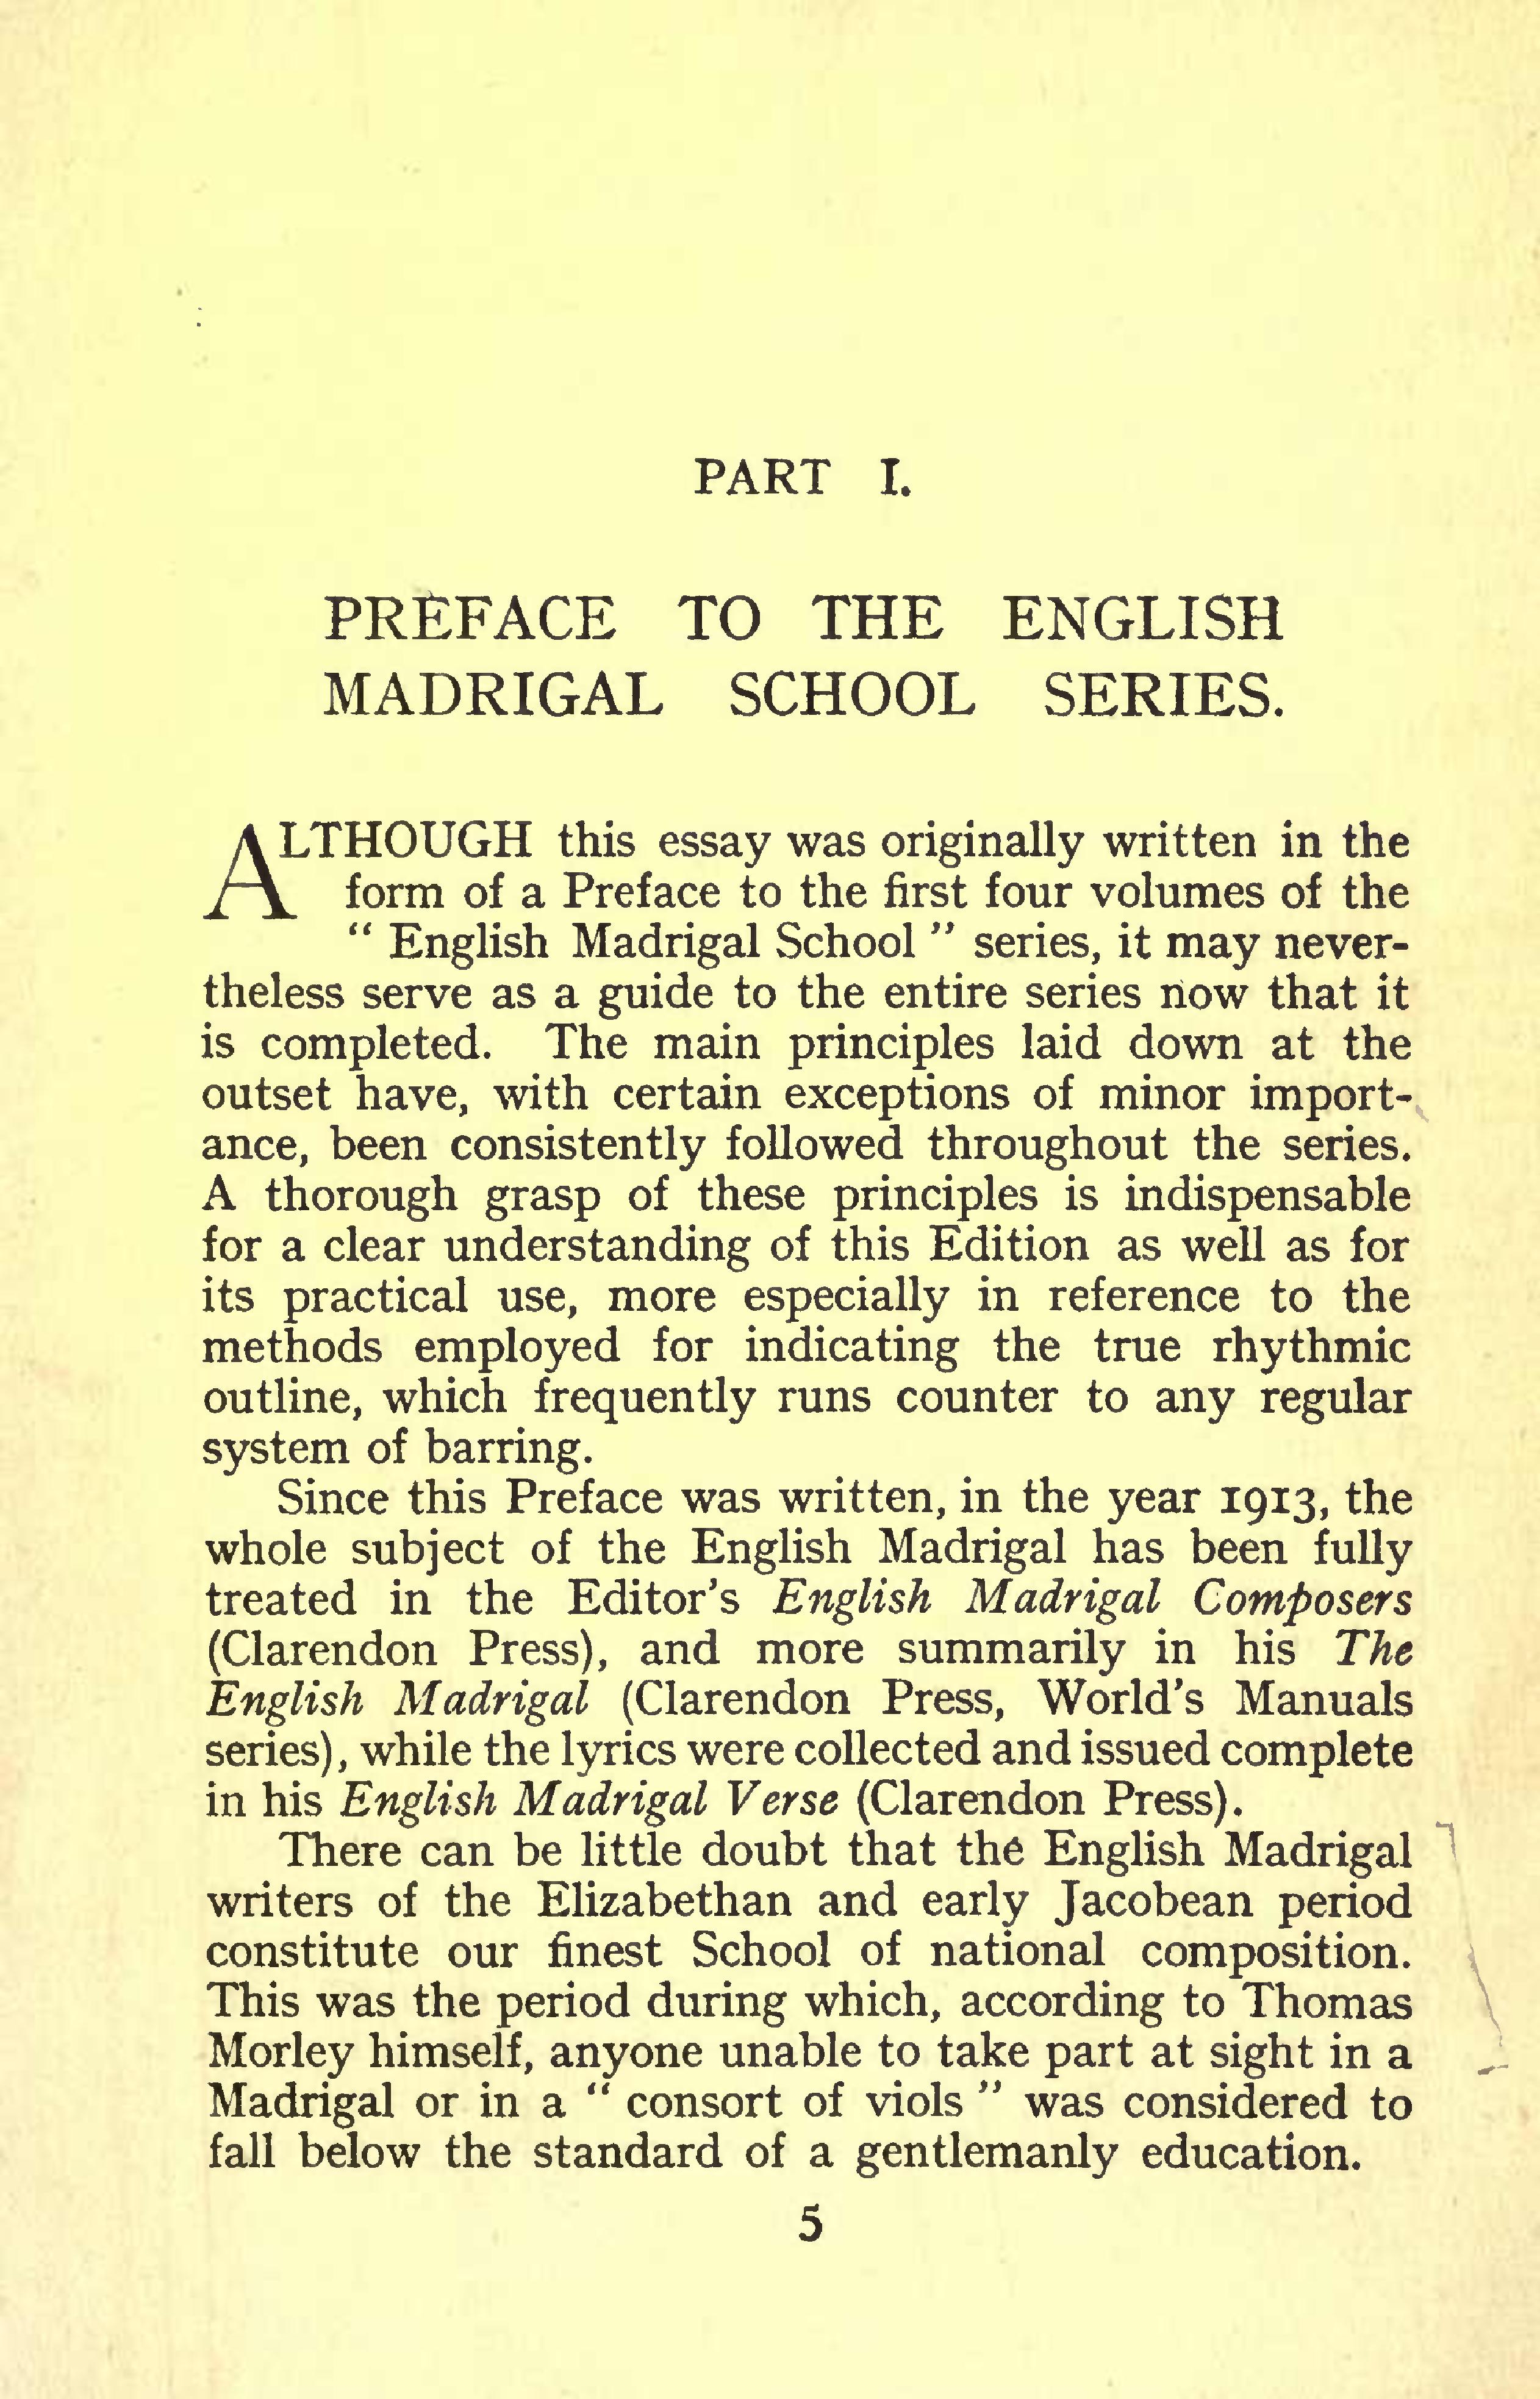 PART I.
PREFACE TO THE ENGLISH
MADRIGAL SCHOOL SERIES.
ALTHOUGH this essay was originally written in the
form of a Preface to the first four volumes of the
" English Madrigal School " series, it may never-
theless serve as a guide to the entire series now that it
is completed. The main principles laid down at the
outset have, with certain exceptions of minor import-
ance, been consistently followed throughout the series.
A thorough grasp of these principles is indispensable
for a clear understanding of this Edition as well as for
its practical use, more especially in reference to the
methods employed for indicating the true rhythmic
outline, which frequently runs counter to any regular
system of barring.
Since this Preface was written, in the year 1913, the
whole subject of the English Madrigal has been fully
treated in the Editor's English Madrigal Composers
(Clarendon Press), and more summarily in his The
English Madrigal (Clarendon Press, World's Manuals
series), while the lyrics were collected and issued complete
in his English Madrigal Verse (Clarendon Press).
There can be little doubt that the English Madrigal
writers of the Elizabethan and early Jacobean period
constitute our finest School of national composition.
This was the period during which, according to Thomas
Morley himself, anyone unable to take part at sight in a
Madrigal or in a " consort of viols " was considered to
fall below the standard of a gentlemanly education.
5